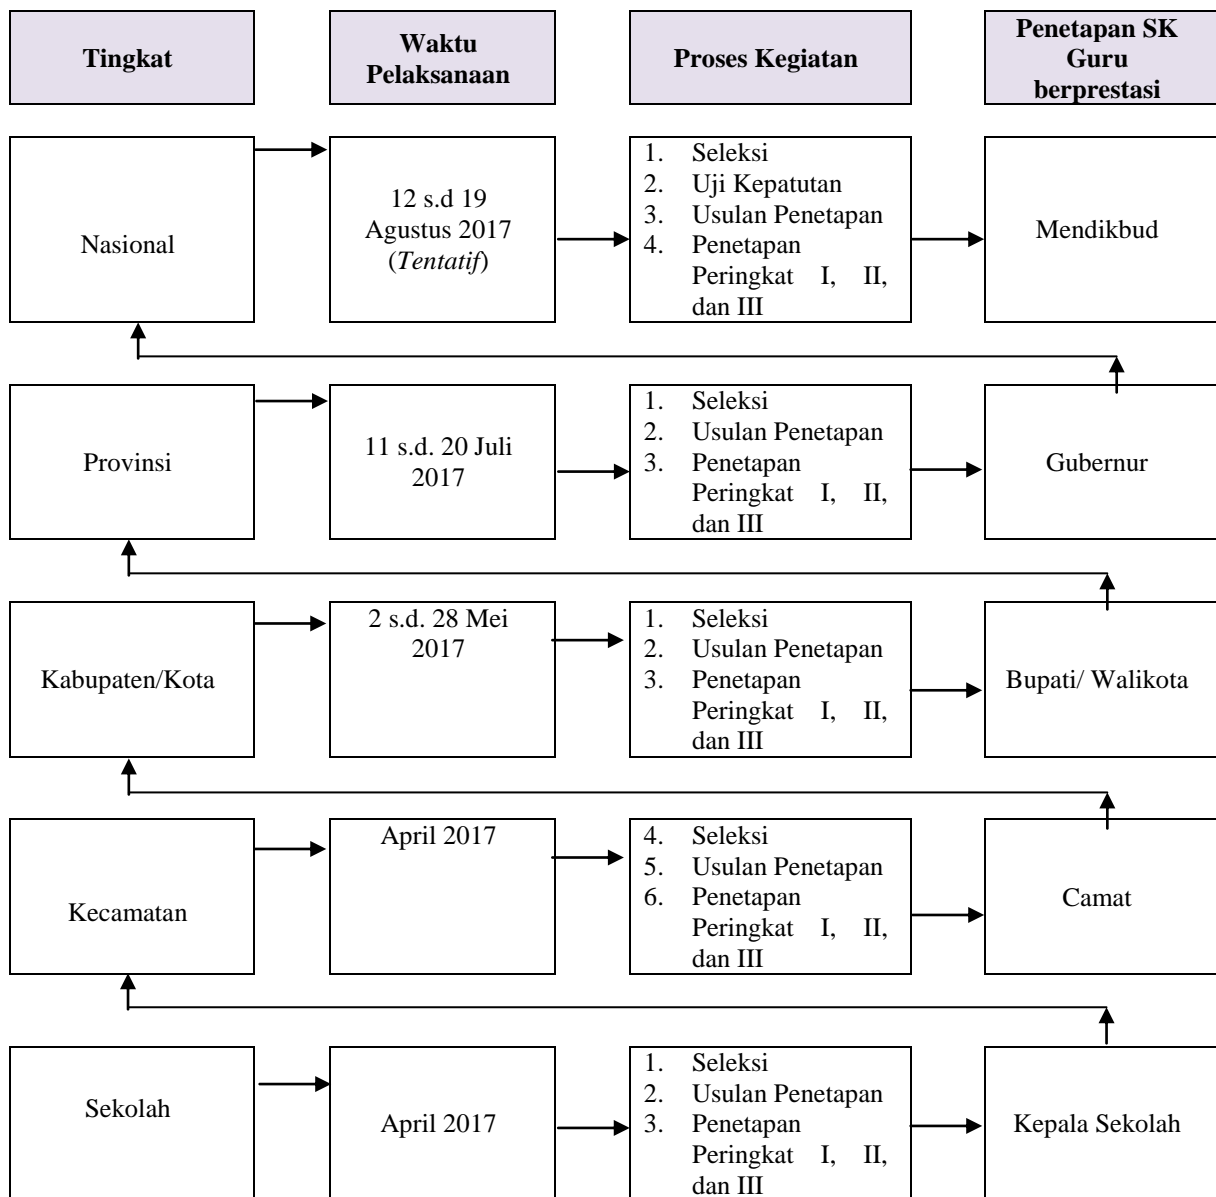 Tingkat
Waktu
Pelaksanaan
Proses Kegiatan
Penetapan SK
Guru
berprestasi
Nasional
12 s.d 19
Agustus 2017
(Tentatif)
1. Seleksi
2. Uji Kepatutan
3. Usulan Penetapan
4. Penetapan
Peringkat I, II,
dan III
Mendikbud
Provinsi
11 s.d. 20 Juli
2017
1. Seleksi
2. Usulan Penetapan
3. Penetapan
Peringkat I, II,
dan III
Gubernur
Kabupaten/Kota
2 s.d. 28 Mei
2017
1. Seleksi
2. Usulan Penetapan
3. Penetapan
Peringkat I, II,
dan III
Bupati/ Walikota
Kecamatan
April 2017
4. Seleksi
5. Usulan Penetapan
6. Penetapan
Peringkat I, II,
dan III
Camat
Sekolah
April 2017
1. Seleksi
2. Usulan Penetapan
3. Penetapan
Peringkat I, II,
dan III
Kepala Sekolah